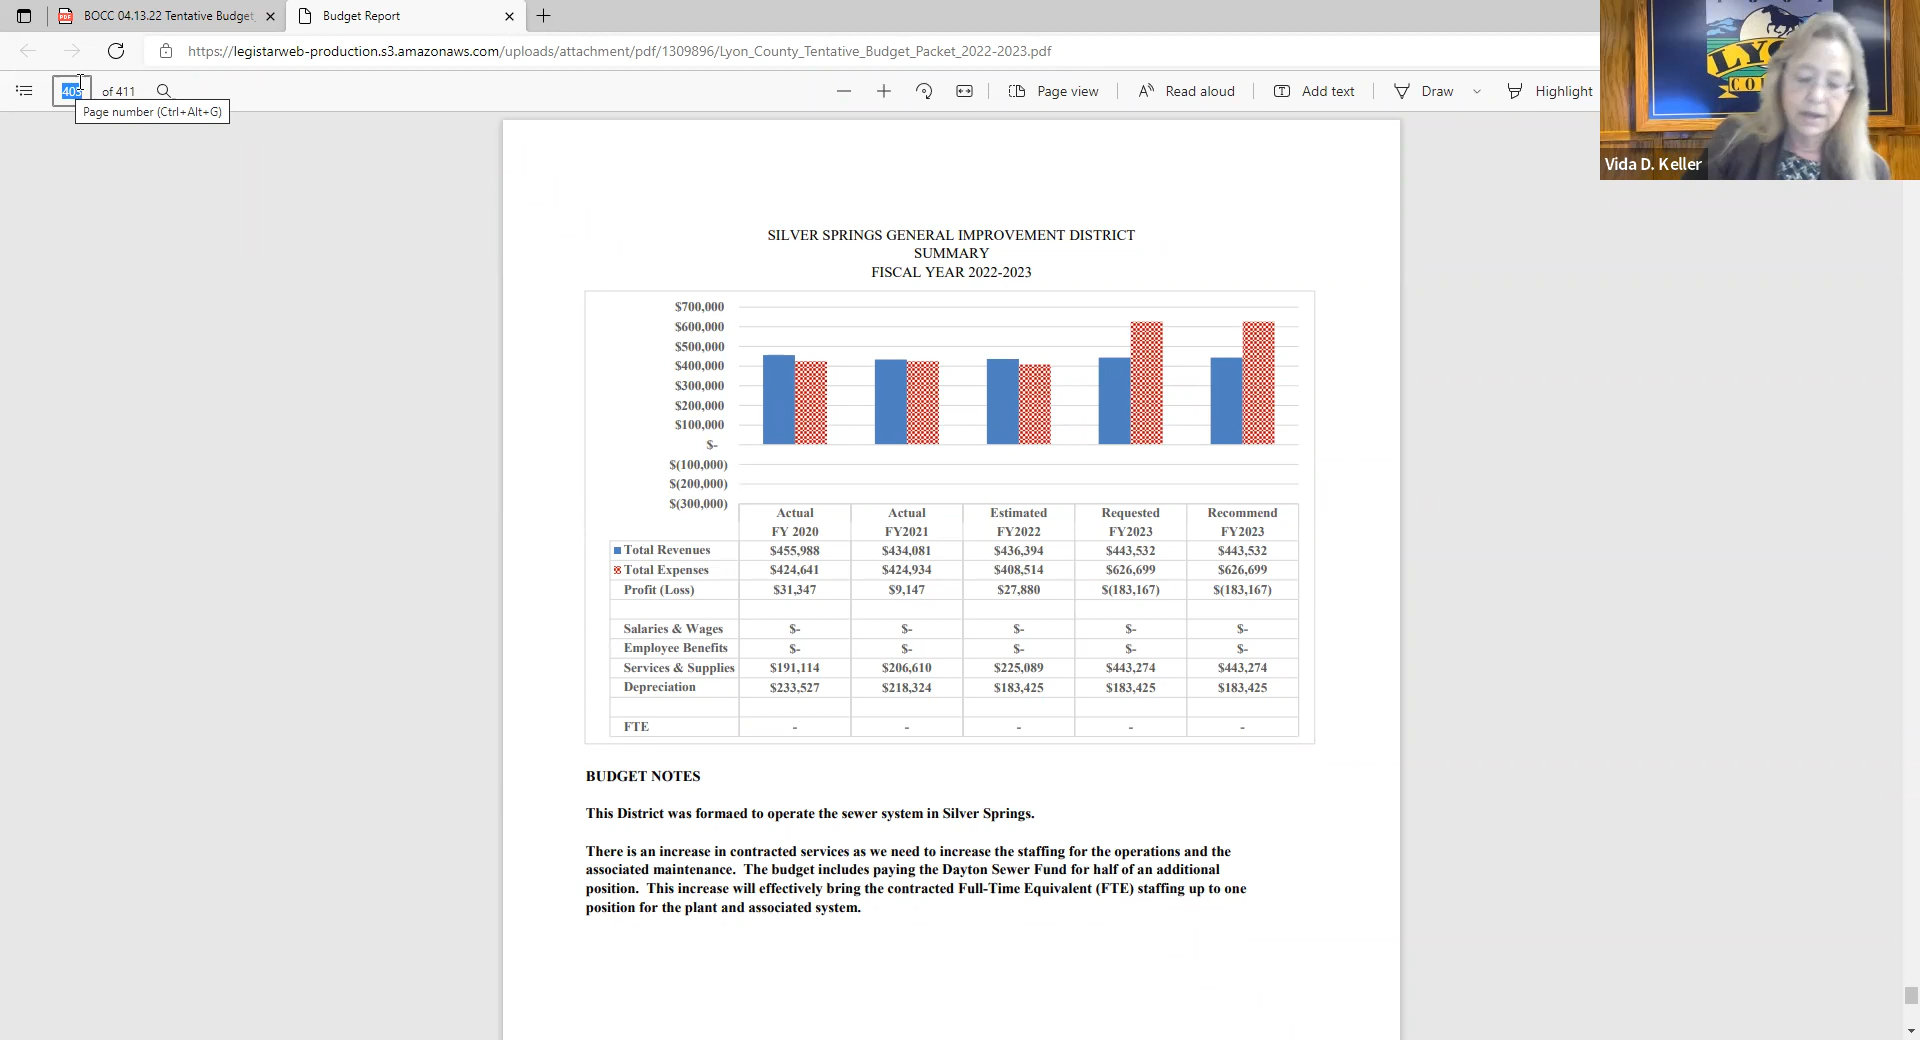 BOCC 04.13.22 Tentative Budget
Budget Report
https://legistarweb-production.s3.amazonaws.com/uploads/attachment/pdf/1309896/Lyon_County_Tentative_Budget_Packet_2022-2023.pdf
of 411
Page view
Read aloud
Add text
Draw
Highlight
Page number (Ctrl+Alt+G)
Vida D. Keller
SILVER SPRINGS GENERAL IMPROVEMENT DISTRICT
SUMMARY
FISCAL YEAR 2022-2023
$700,000
$600,000
$500,000
$400,000
$300,000
$200,000
$100,000
$-
$(100,000)
$(200,000)
$(300,000)
Actual Actual Estimated Requested Recommend
FY 2020 FY2021 FY2022 FY2023 FY2023
Total Revenues $455,988 $434,081 $436,394 $443,532 $443,532
Total Expenses $424,641 $424,934 $408,514 $626,699 $626,699
Profit (Loss) $31,347 $9,147 $27,880 $(183,167) $(183,167)
Salaries & Wages $- $- $- $- $-
Employee Benefits $- $- $- $- $-
Services & Supplies $191,114 $206,610 $225,089 $443,274 $443,274
Depreciation $233,527 $218,324 $183,425 $183,425 $183,425
FTE - - - - -
BUDGET NOTES
This District was formaed to operate the sewer system in Silver Springs.
There is an increase in contracted services as we need to increase the staffing for the operations and the
associated maintenance. The budget includes paying the Dayton Sewer Fund for half of an additional
position. This increase will effectively bring the contracted Full-Time Equivalent (FTE) staffing up to one
position for the plant and associated system.